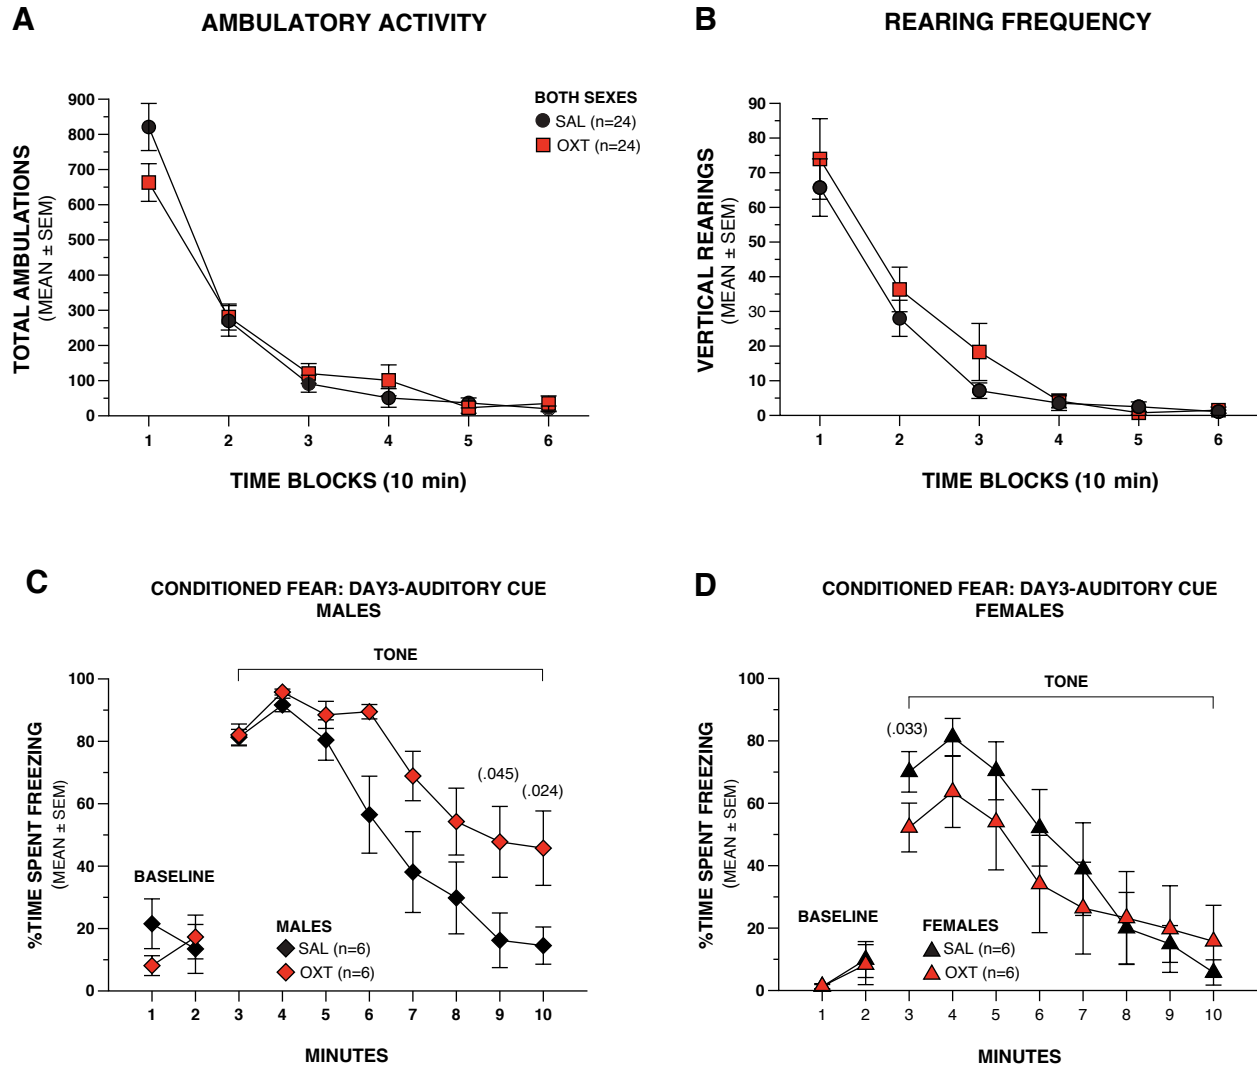 A
AMBULATORY ACTIVITY
TOTAL AMBULATIONS
(MEAN ± SEM)
900
800
700
600
500
400
300
200
100
0
1 2 3 4 5 6
TIME BLOCKS (10 min)
BOTH SEXES
SAL (n=24)
OXT (n=24)
B
REARING FREQUENCY
VERTICAL REARINGS
(MEAN ± SEM)
90
80
70
60
50
40
30
20
10
0
1 2 3 4 5 6
TIME BLOCKS (10 min)
C
CONDITIONED FEAR: DAY3-AUDITORY CUE
MALES
TONE
%TIME SPENT FREEZING
(MEAN ± SEM)
100
80
60
40
20
0
(.045)
(.024)
BASELINE
MALES
SAL (n=6)
OXT (n=6)
1 2 3 4 5 6 7 8 9 10
MINUTES
D
CONDITIONED FEAR: DAY3-AUDITORY CUE
FEMALES
TONE
%TIME SPENT FREEZING
(MEAN ± SEM)
100
80
60
40
20
0
(.033)
BASELINE
FEMALES
SAL (n=6)
OXT (n=6)
1 2 3 4 5 6 7 8 9 10
MINUTES